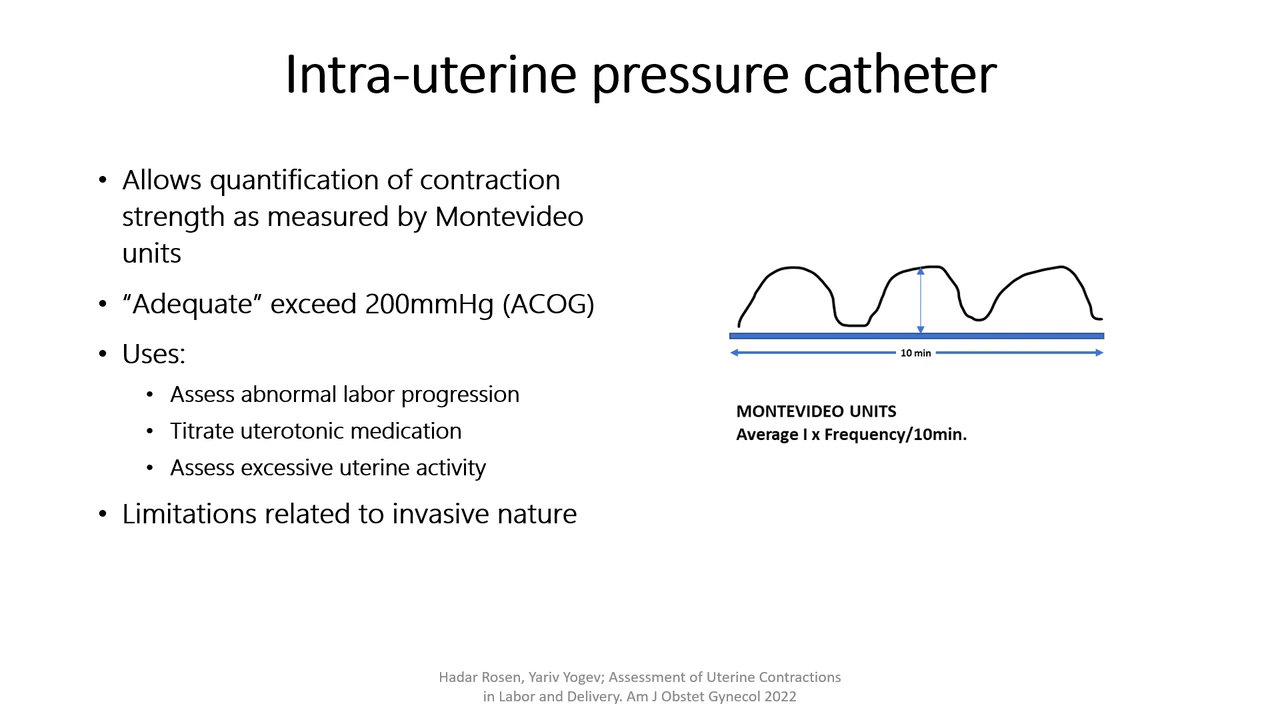 Intra-uterine pressure catheter
• Allows quantification of contraction
strength as measured by Montevideo
units
• “Adequate” exceed 200mmHg (ACOG)
• Uses:
• Assess abnormal labor progression
• Titrate uterotonic medication
• Assess excessive uterine activity
• Limitations related to invasive nature
10 min
MONTEVIDEO UNITS
Average I x Frequency/10min.
Hadar Rosen, Yariv Yogev; Assessment of Uterine Contractions
in Labor and Delivery. Am J Obstet Gynecol 2022